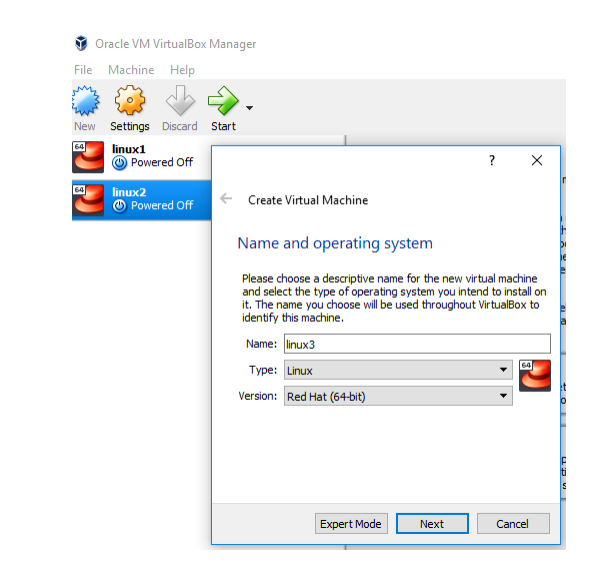 Oracle VM VirtualBox Manager
File Machine Help
New Settings Discard Start
64 linux1
Powered Off
64 linux2
Powered Off
?
Create Virtual Machine
Name and operating system
Please choose a descriptive name for the new virtual machine
and select the type of operating system you intend to install on
it. The name you choose will be used throughout VirtualBox to
identify this machine.
Name: linux3
Type: Linux
64
Version: Red Hat (64-bit)
Expert Mode Next Cancel